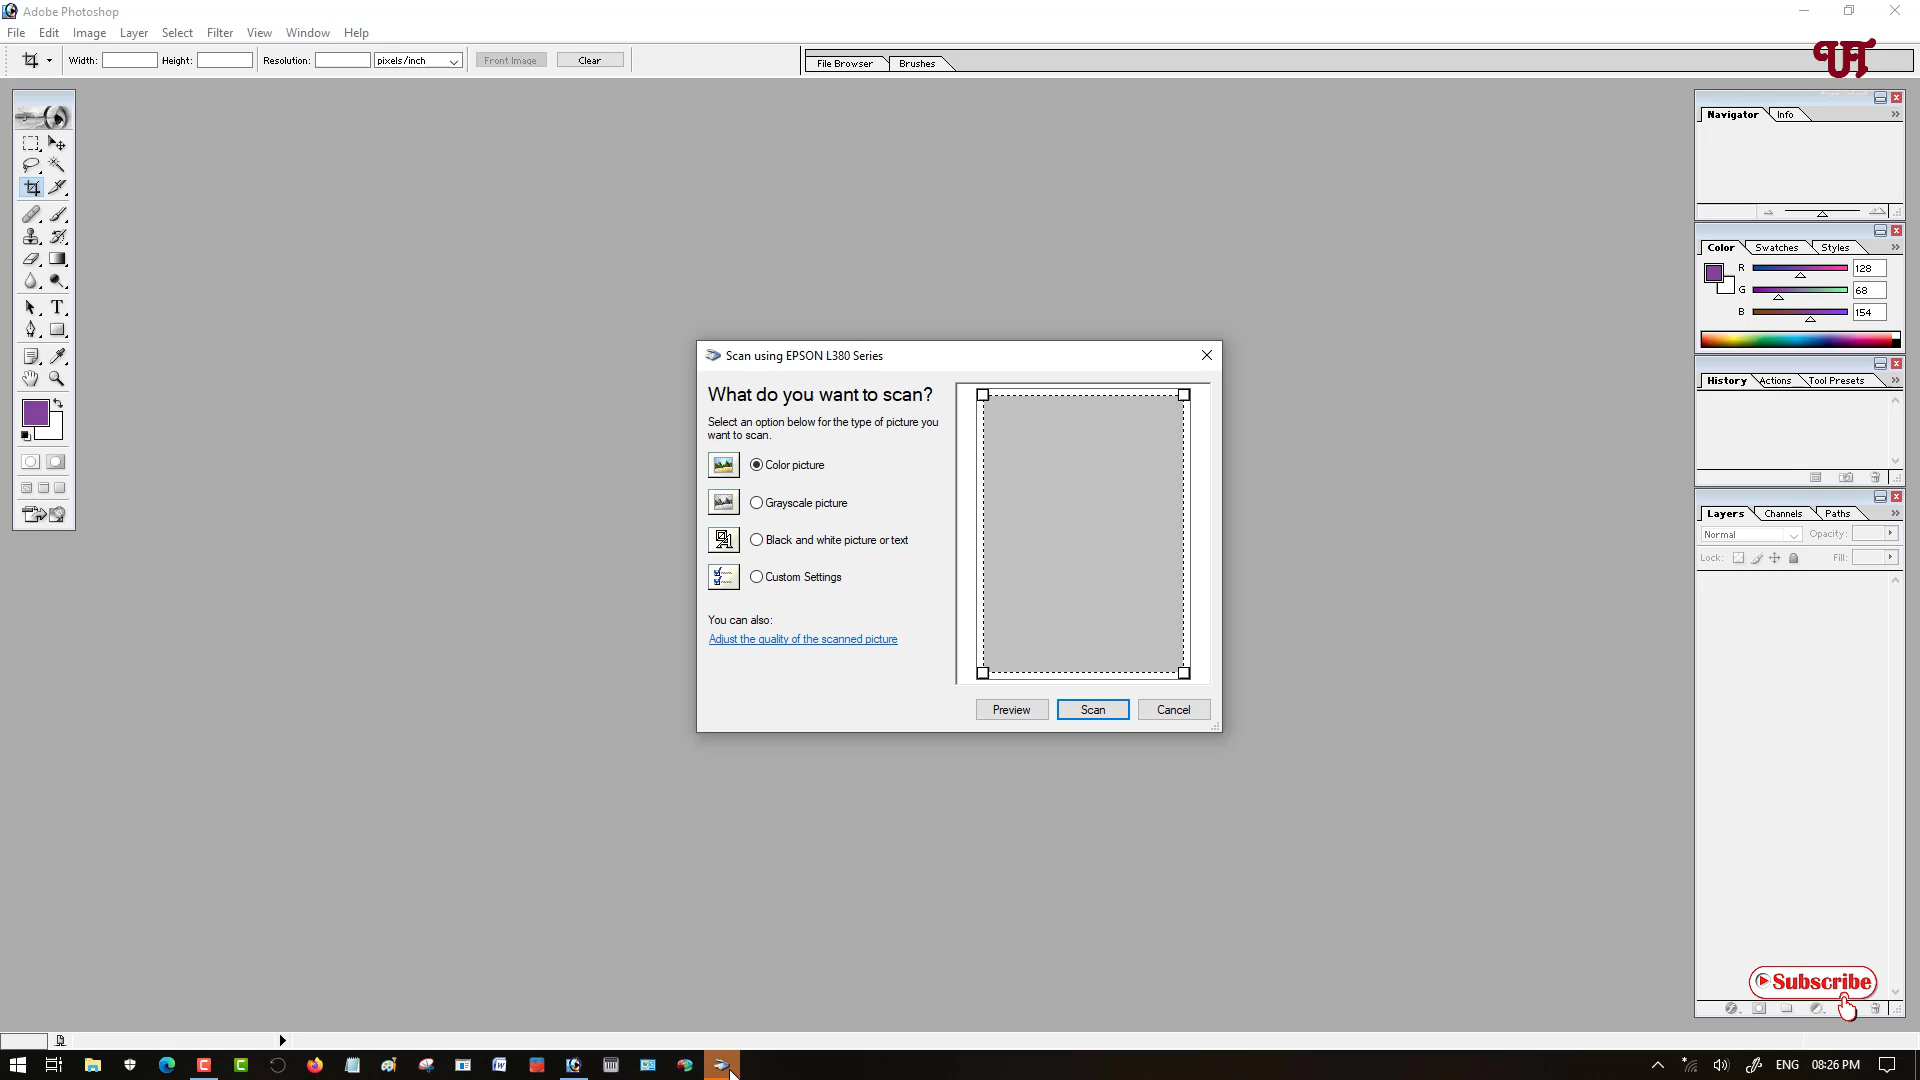 Adobe Photoshop
File Edit Image Layer Select Filter View Window Help
Width: Height: Resolution: pixels/inch Front Image Clear File Browser Brushes
UT
Navigator Info
Color Swatches Styles
R 128
G 68
B 154
History Actions Tool Presets
Layers Channels Paths
Normal Opacity:
Lock: Fill:
Scan using EPSON L380 Series
What do you want to scan?
Select an option below for the type of picture you
want to scan.
Color picture
Grayscale picture
Black and white picture or text
Custom Settings
You can also:
Adjust the quality of the scanned picture
Preview Scan Cancel
Subscribe
ENG 08:26 PM